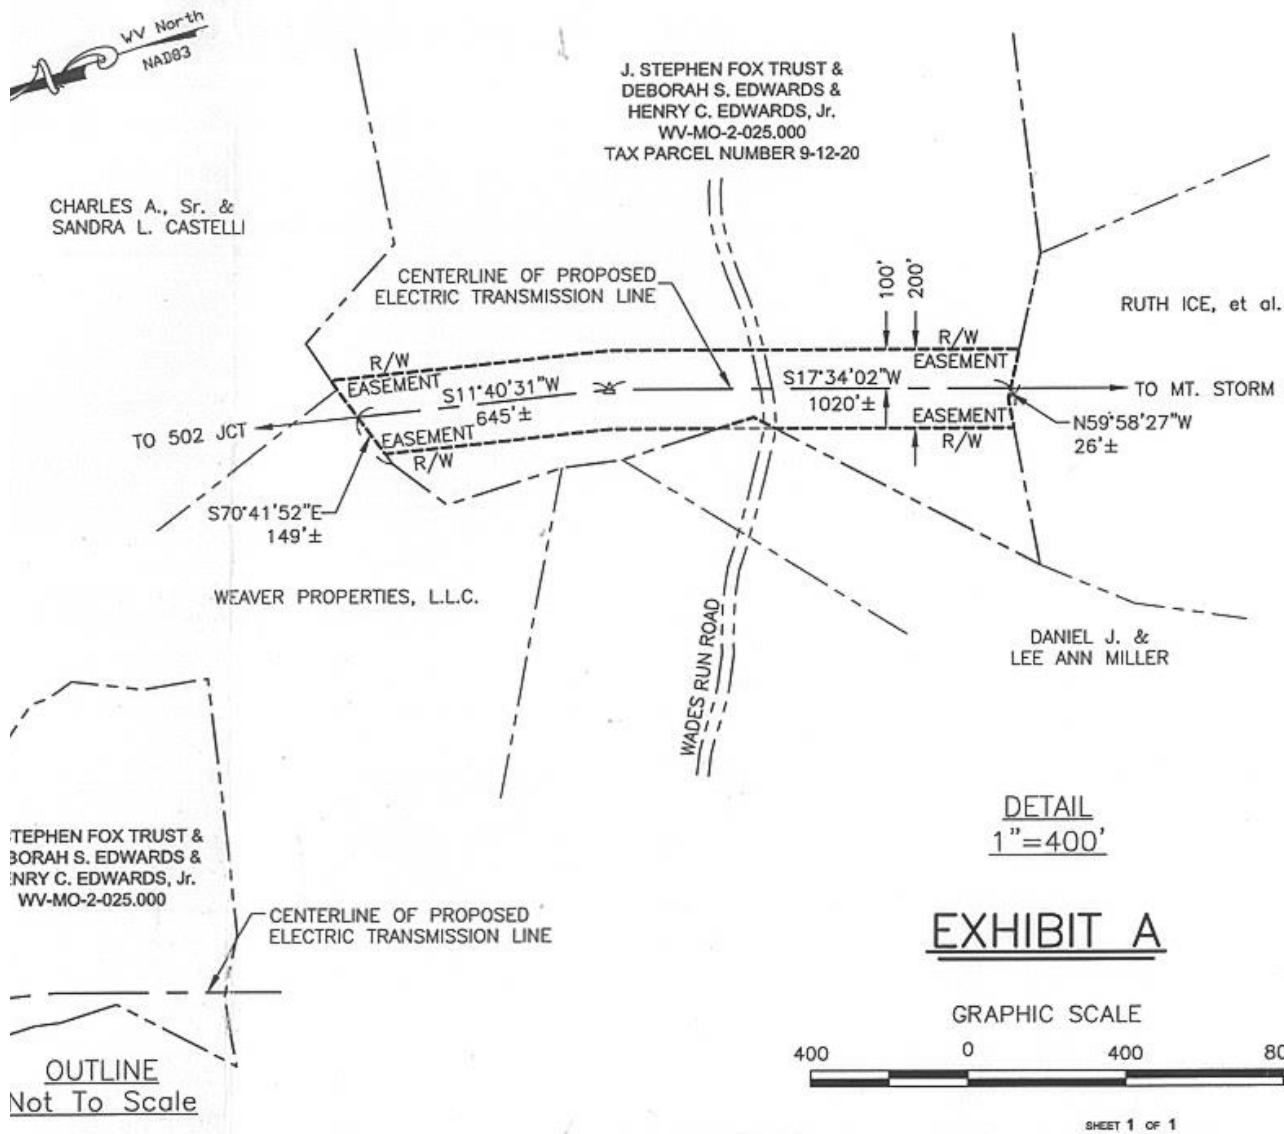 WV North
NAD83
J. STEPHEN FOX TRUST &
DEBORAH S. EDWARDS &
HENRY C. EDWARDS, Jr.
WV-MO-2-025.000
TAX PARCEL NUMBER 9-12-20
CHARLES A., Sr. &
SANDRA L. CASTELLI
CENTERLINE OF PROPOSED
ELECTRIC TRANSMISSION LINE
100'
200'
RUTH ICE, et al.
R/W
EASEMENT
R/W
EASEMENT
S11°40'31"W
645'±
S17°34'02"W
1020'±
TO MT. STORM
TO 502 JCT
EASEMENT
R/W
EASEMENT
R/W
N59°58'27"W
26'±
S70°41'52"E
149'±
WEAVER PROPERTIES, L.L.C.
WADES RUN ROAD
DANIEL J. &
LEE ANN MILLER
DETAIL
1"=400'
TEPHEN FOX TRUST &
BORAH S. EDWARDS &
NRY C. EDWARDS, Jr.
WV-MO-2-025.000
CENTERLINE OF PROPOSED
ELECTRIC TRANSMISSION LINE
EXHIBIT A
GRAPHIC SCALE
400 0 400 80
OUTLINE
Not To Scale
SHEET 1 OF 1